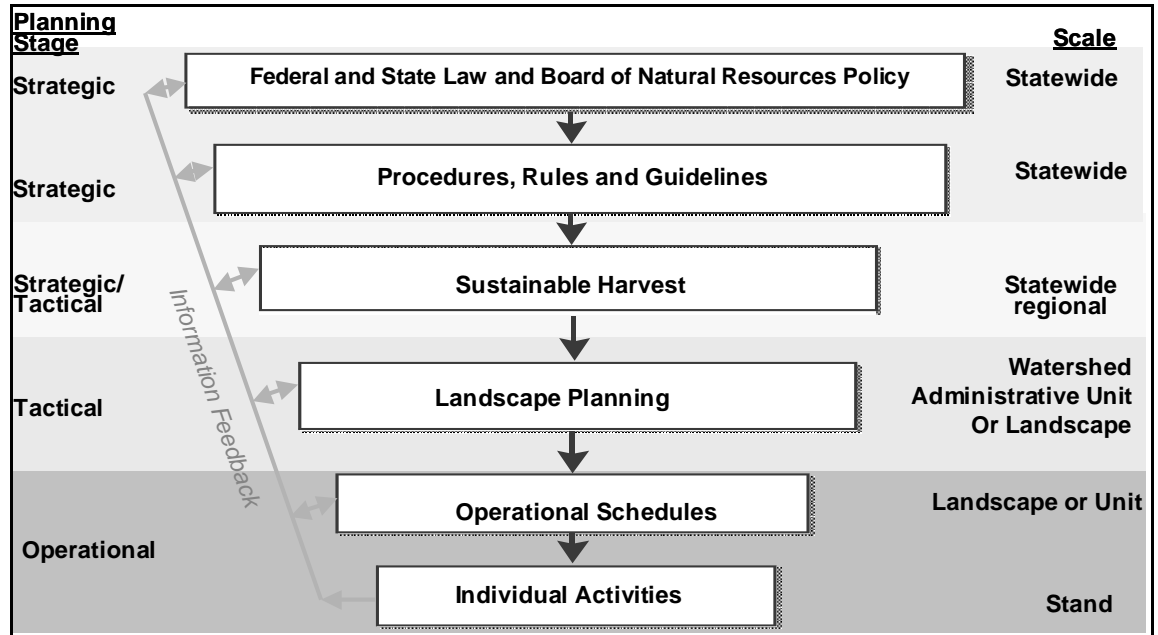 Planning
Stage
Scale
Strategic
Federal and State Law and Board of Natural Resources Policy
Statewide
Strategic
Procedures, Rules and Guidelines
Statewide
Strategic/
Tactical
Sustainable Harvest
Statewide
regional
Information Feedback
Tactical
Landscape Planning
Watershed
Administrative Unit
Or Landscape
Operational
Operational Schedules
Landscape or Unit
Individual Activities
Stand